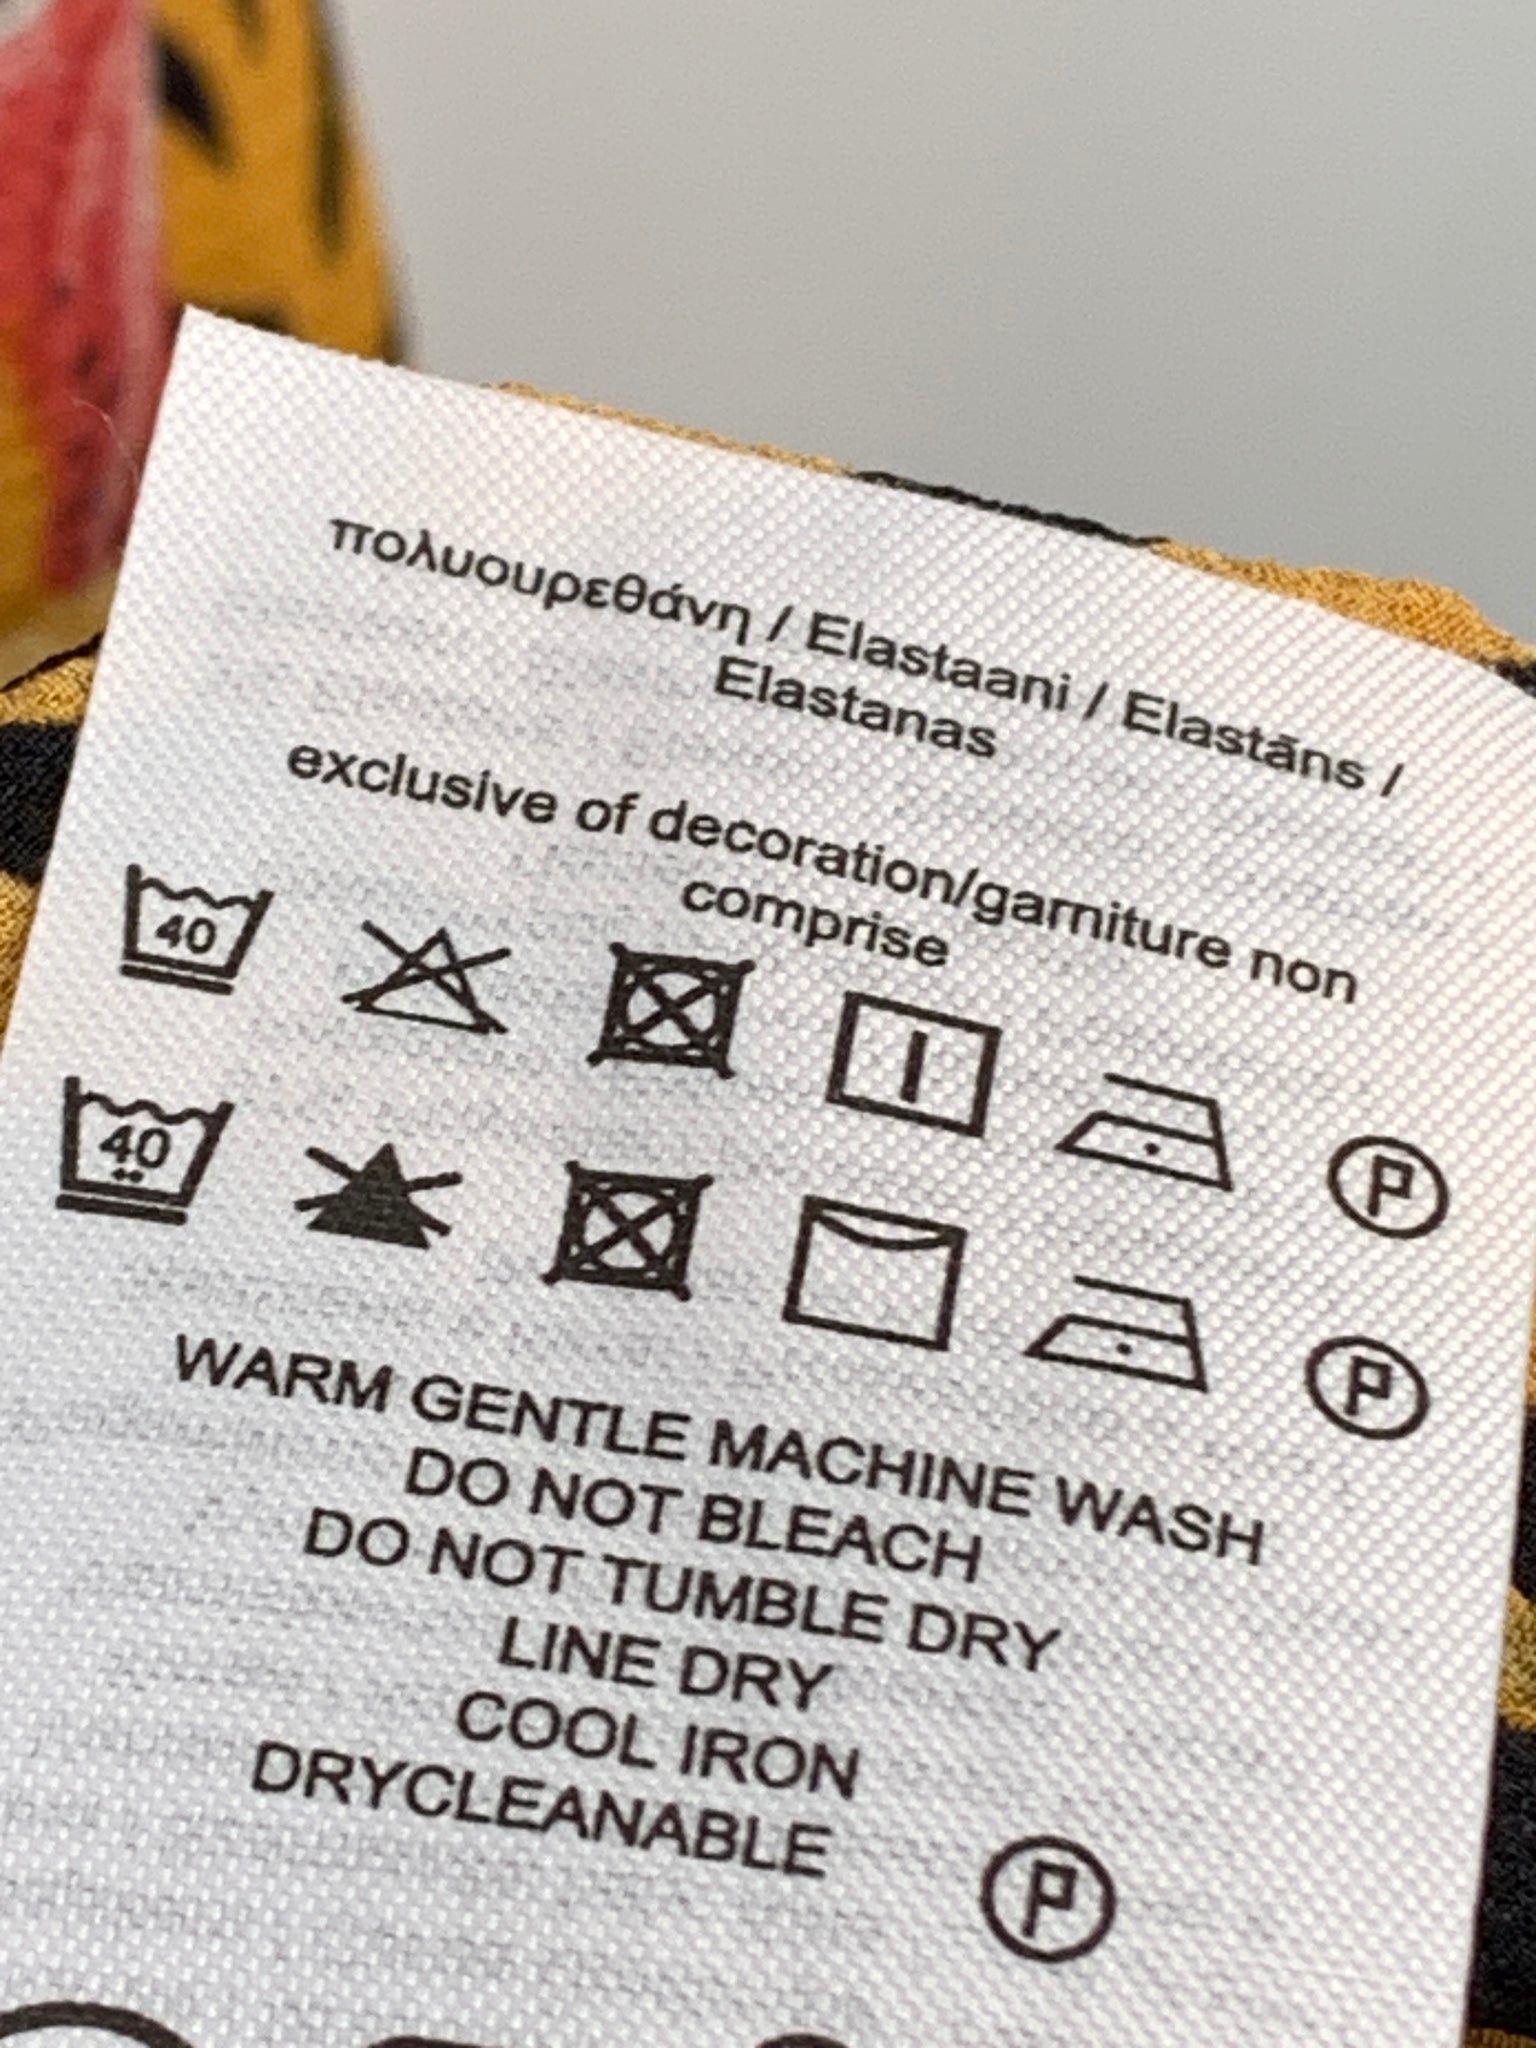 πολυουρεθάνη / Elastaani / Elastāns /
Elastanas
exclusive of decoration/garniture non
comprise
40 P
40 P
WARM GENTLE MACHINE WASH
DO NOT BLEACH
DO NOT TUMBLE DRY
LINE DRY
COOL IRON
DRYCLEANABLE P